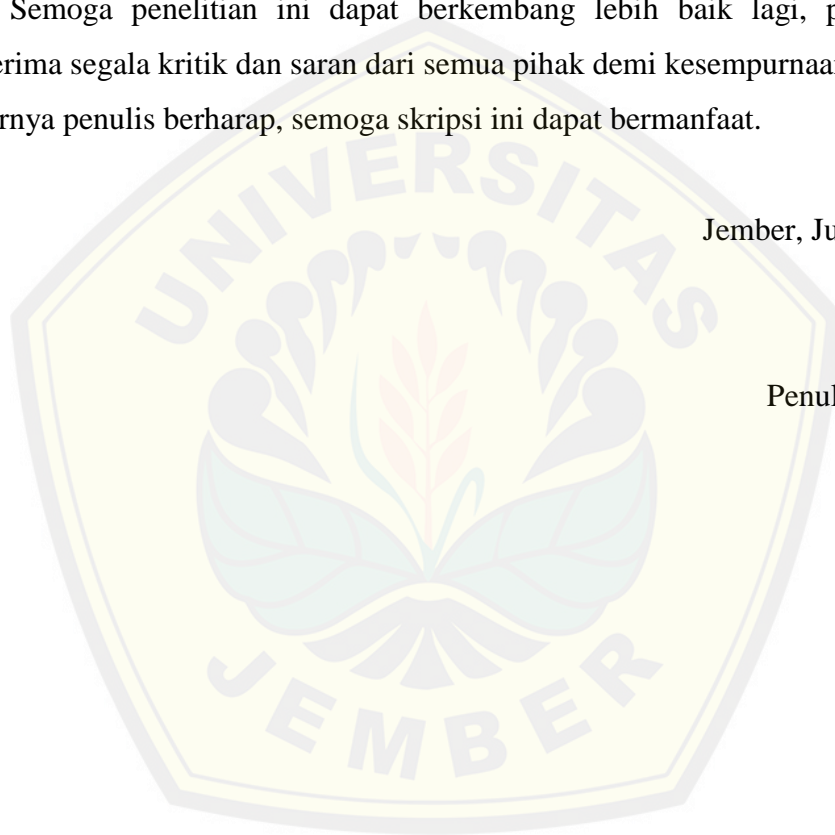 Semoga penelitian ini dapat berkembang lebih baik lagi, p
erima segala kritik dan saran dari semua pihak demi kesempurnaan
rnya penulis berharap, semoga skripsi ini dapat bermanfaat.
UNIVERSITAS
Jember, Ju
Penul
JEMBER